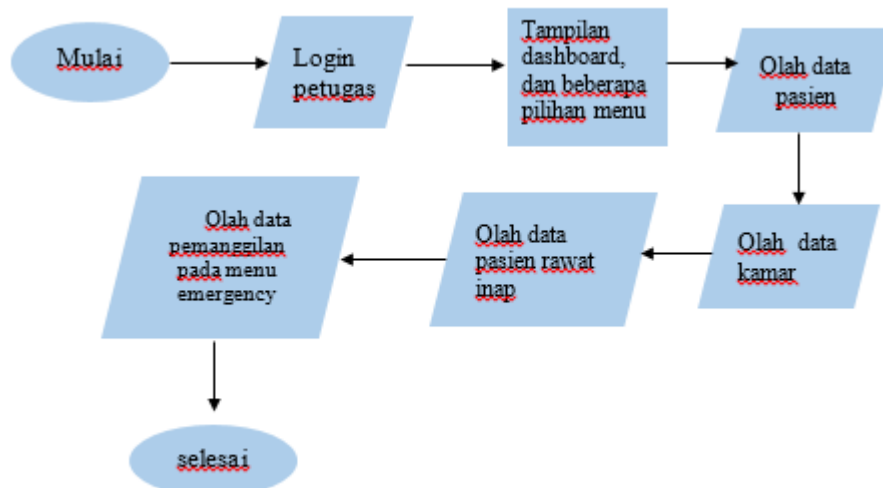 Mulai
Login
petugas
Tampilan
dashboard,
dan beberapa
pilihan menu
Olah data
pasien
Olah data
kamar
Olah data
pasien rawat
inap
Olah data
pemanggilan
pada menu
emergency
selesai